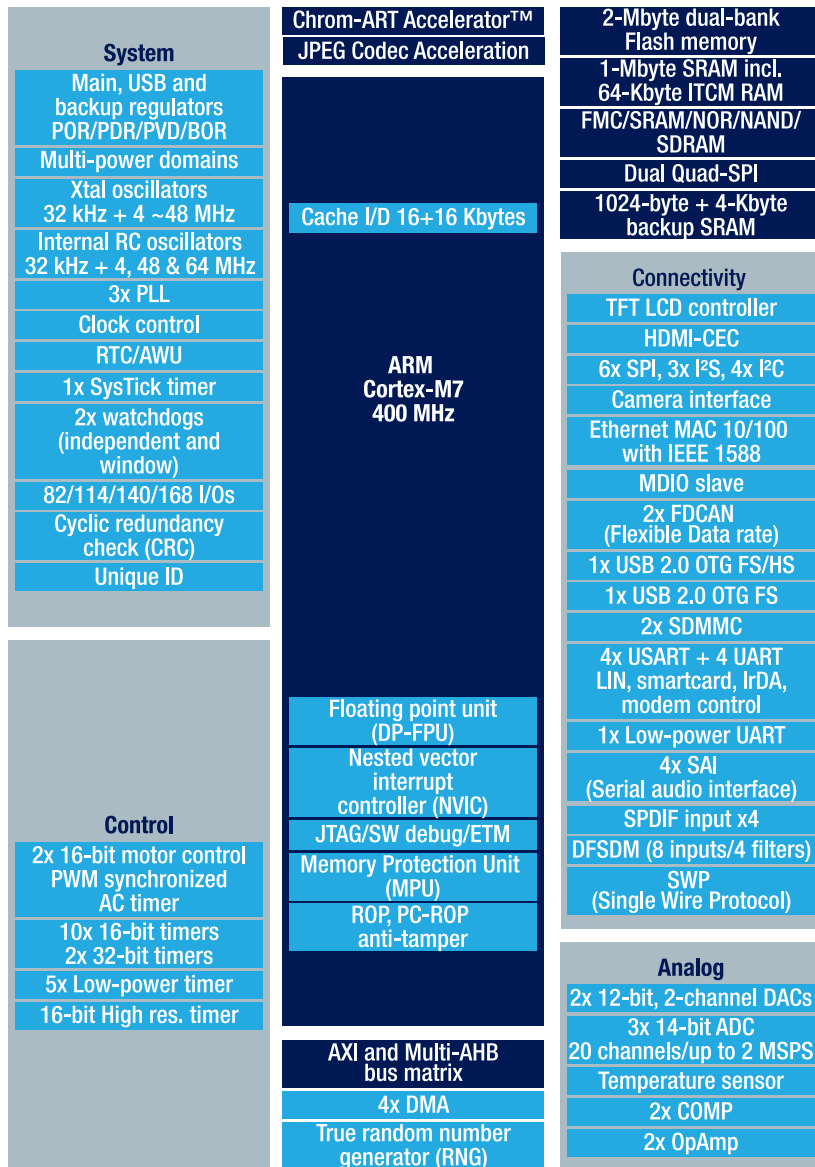 System
Main, USB and
backup regulators
POR/PDR/PVD/BOR
Multi-power domains
Xtal oscillators
32 kHz + 4 ~48 MHz
Internal RC oscillators
32 kHz + 4, 48 & 64 MHz
3x PLL
Clock control
RTC/AWU
1x SysTick timer
2x watchdogs
(independent and
window)
82/114/140/168 I/Os
Cyclic redundancy
check (CRC)
Unique ID
Control
2x 16-bit motor control
PWM synchronized
AC timer
10x 16-bit timers
2x 32-bit timers
5x Low-power timer
16-bit High res. timer
Chrom-ART Accelerator™
JPEG Codec Acceleration
Cache I/D 16+16 Kbytes
ARM
Cortex-M7
400 MHz
Floating point unit
(DP-FPU)
Nested vector
interrupt
controller (NVIC)
JTAG/SW debug/ETM
Memory Protection Unit
(MPU)
ROP, PC-ROP
anti-tamper
AXI and Multi-AHB
bus matrix
4x DMA
True random number
generator (RNG)
2-Mbyte dual-bank
Flash memory
1-Mbyte SRAM incl.
64-Kbyte ITCM RAM
FMC/SRAM/NOR/NAND/
SDRAM
Dual Quad-SPI
1024-byte + 4-Kbyte
backup SRAM
Connectivity
TFT LCD controller
HDMI-CEC
6x SPI, 3x I²S, 4x I²C
Camera interface
Ethernet MAC 10/100
with IEEE 1588
MDIO slave
2x FDCAN
(Flexible Data rate)
1x USB 2.0 OTG FS/HS
1x USB 2.0 OTG FS
2x SDMMC
4x USART + 4 UART
LIN, smartcard, IrDA,
modem control
1x Low-power UART
4x SAI
(Serial audio interface)
SPDIF input x4
DFSDM (8 inputs/4 filters)
SWP
(Single Wire Protocol)
Analog
2x 12-bit, 2-channel DACs
3x 14-bit ADC
20 channels/up to 2 MSPS
Temperature sensor
2x COMP
2x OpAmp